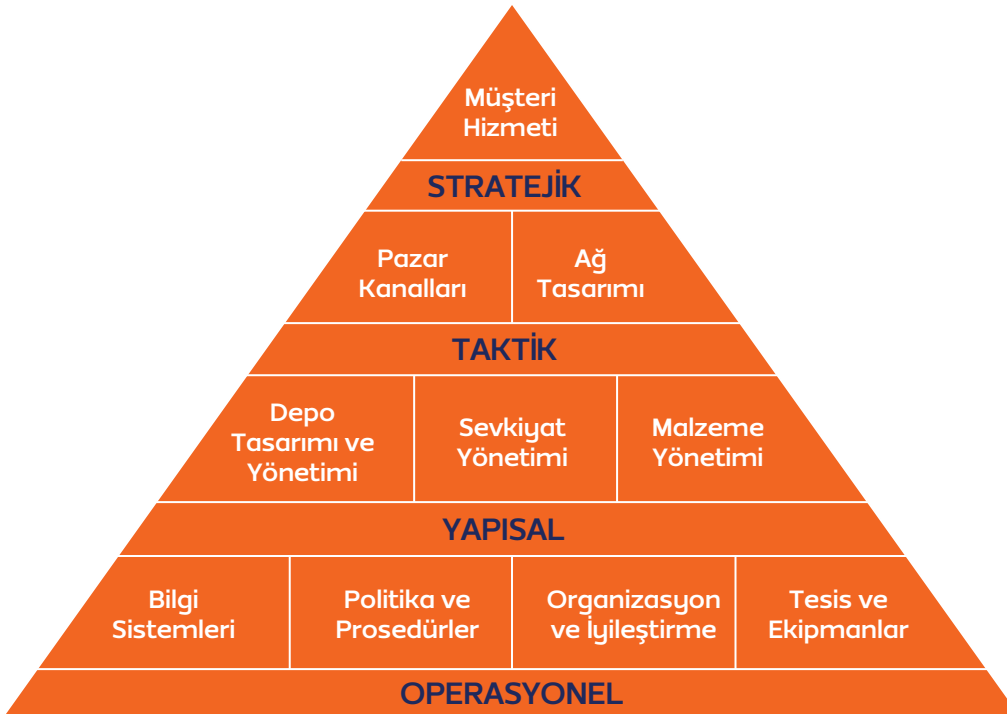 Müşteri
Hizmeti
STRATEJİK
Pazar
Kanalları
Ağ
Tasarımı
TAKTİK
Depo
Tasarımı ve
Yönetimi
Sevkiyat
Yönetimi
Malzeme
Yönetimi
YAPISAL
Bilgi
Sistemleri
Politika ve
Prosedürler
Organizasyon
ve İyileştirme
Tesis ve
Ekipmanlar
OPERASYONEL